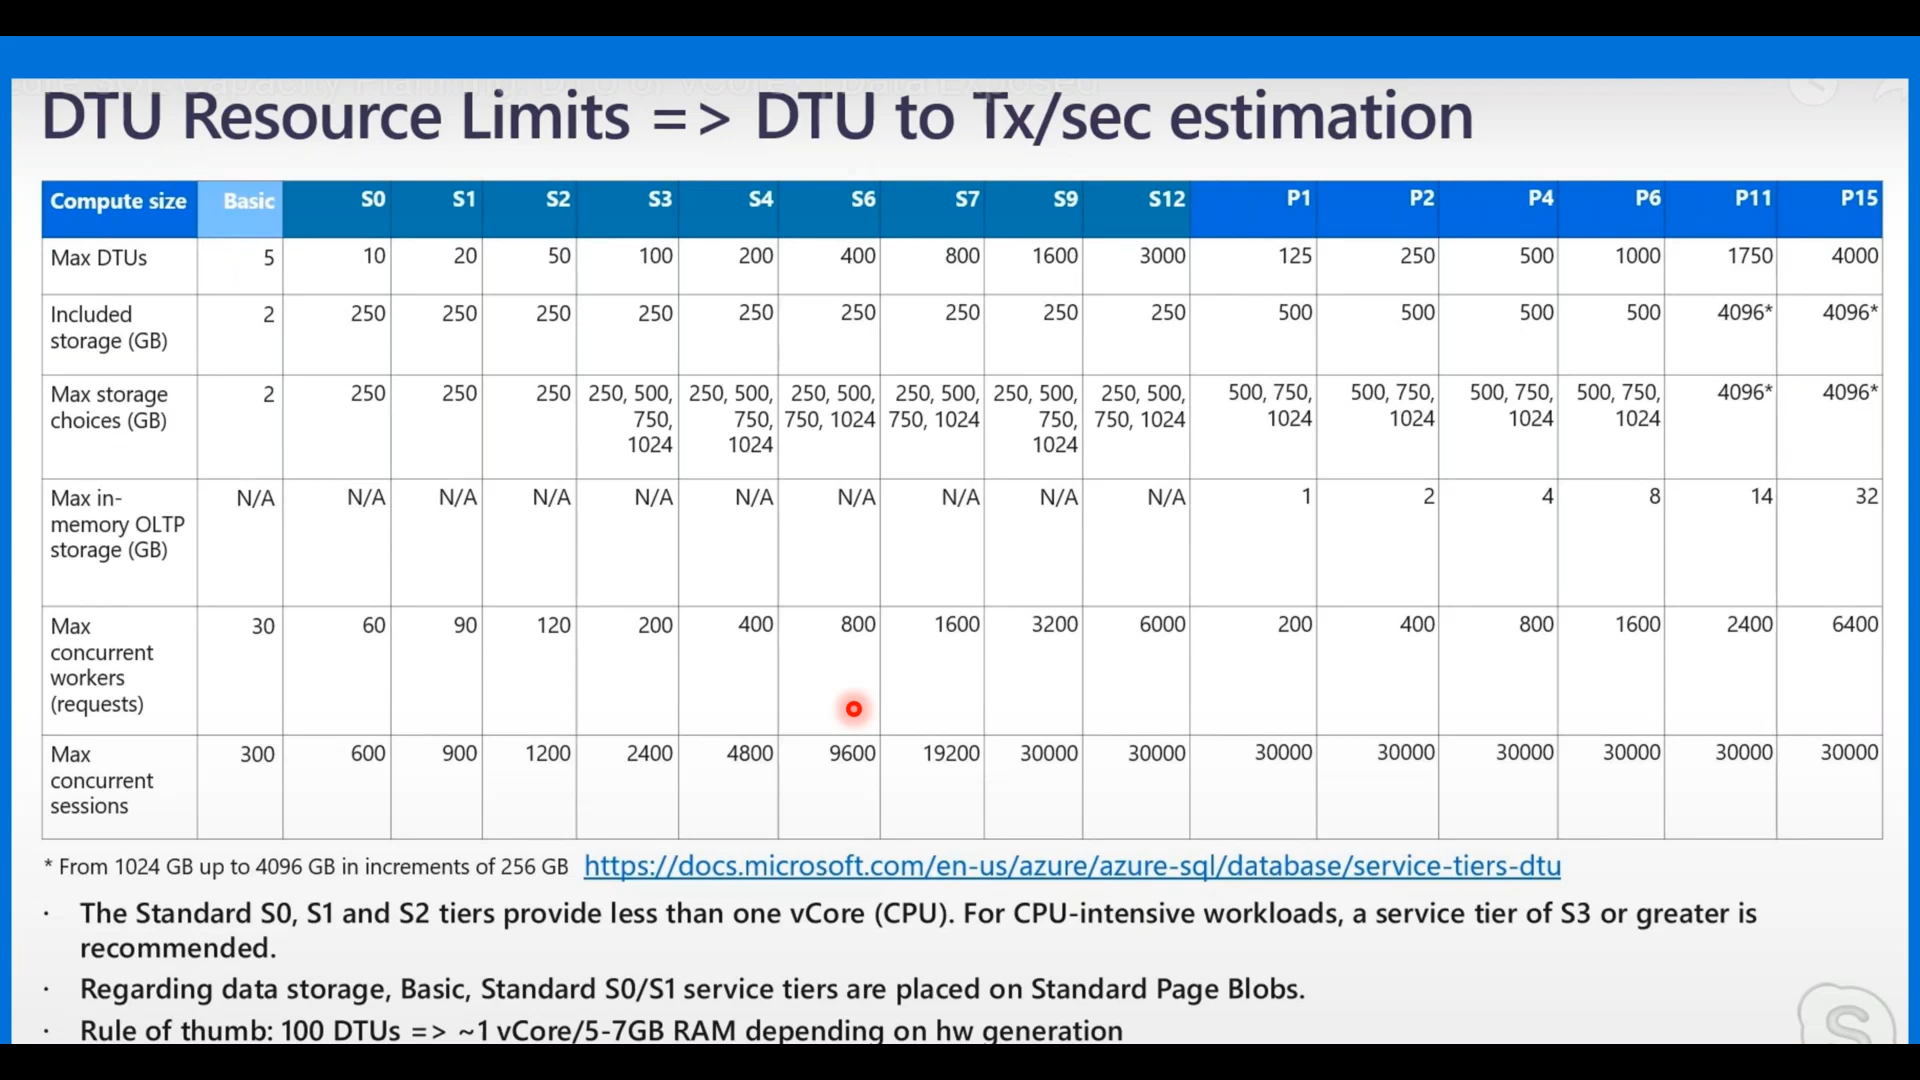 DTU Resource Limits => DTU to Tx/sec estimation
Compute size Basic S0 S1 S2 S3 S4 S6 S7 S9 S12 P1 P2 P4 P6 P11 P15
Max DTUs 5 10 20 50 100 200 400 800 1600 3000 125 250 500 1000 1750 4000
Included storage (GB) 2 250 250 250 250 250 250 250 250 250 500 500 500 500 4096* 4096*
Max storage choices (GB) 2 250 250 250 250, 500, 750, 1024 250, 500, 750, 1024 250, 500, 750, 1024 250, 500, 750, 1024 250, 500, 750, 1024 250, 500, 750, 1024 500, 750, 1024 500, 750, 1024 500, 750, 1024 500, 750, 1024 4096* 4096*
Max in-memory OLTP storage (GB) N/A N/A N/A N/A N/A N/A N/A N/A N/A N/A 1 2 4 8 14 32
Max concurrent workers (requests) 30 60 90 120 200 400 800 1600 3200 6000 200 400 800 1600 2400 6400
Max concurrent sessions 300 600 900 1200 2400 4800 9600 19200 30000 30000 30000 30000 30000 30000 30000 30000
* From 1024 GB up to 4096 GB in increments of 256 GB https://docs.microsoft.com/en-us/azure/azure-sql/database/service-tiers-dtu
· The Standard S0, S1 and S2 tiers provide less than one vCore (CPU). For CPU-intensive workloads, a service tier of S3 or greater is
recommended.
· Regarding data storage, Basic, Standard S0/S1 service tiers are placed on Standard Page Blobs.
· Rule of thumb: 100 DTUs => ~1 vCore/5-7GB RAM depending on hw generation